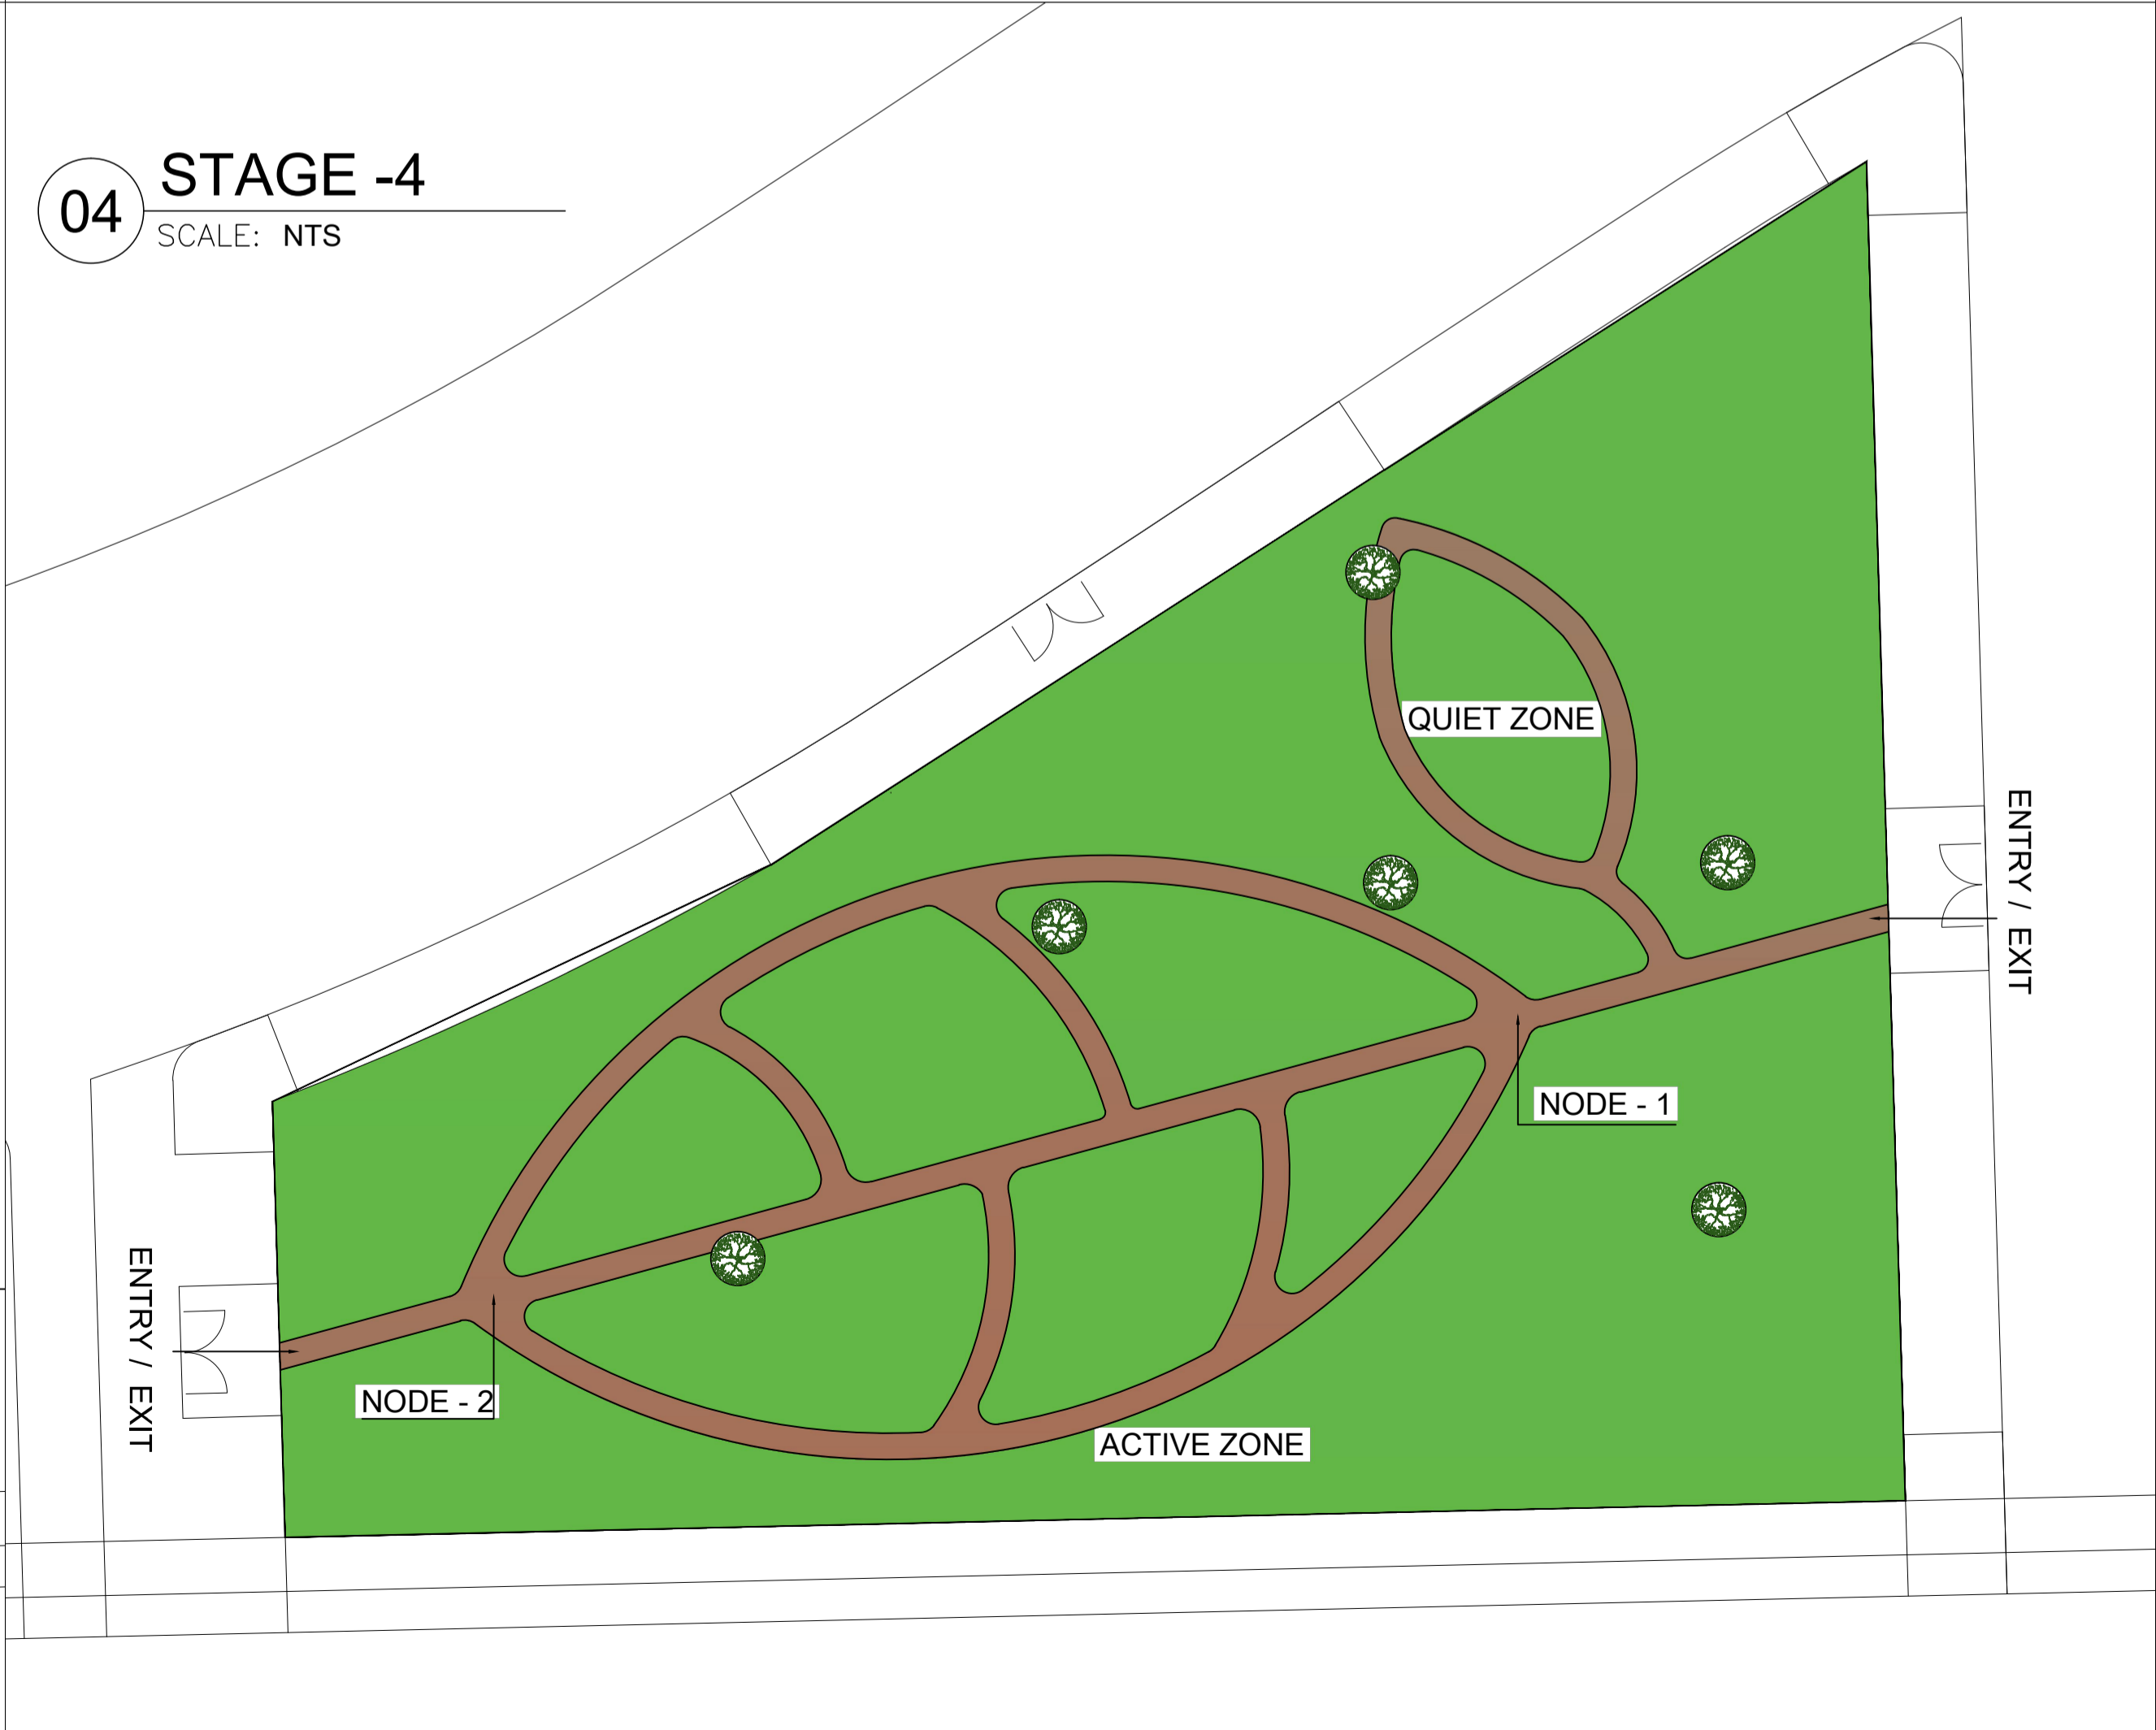 04
STAGE -4
SCALE: NTS
QUIET ZONE
ENTRY / EXIT
NODE - 1
ENTRY / EXIT
NODE - 2
ACTIVE ZONE